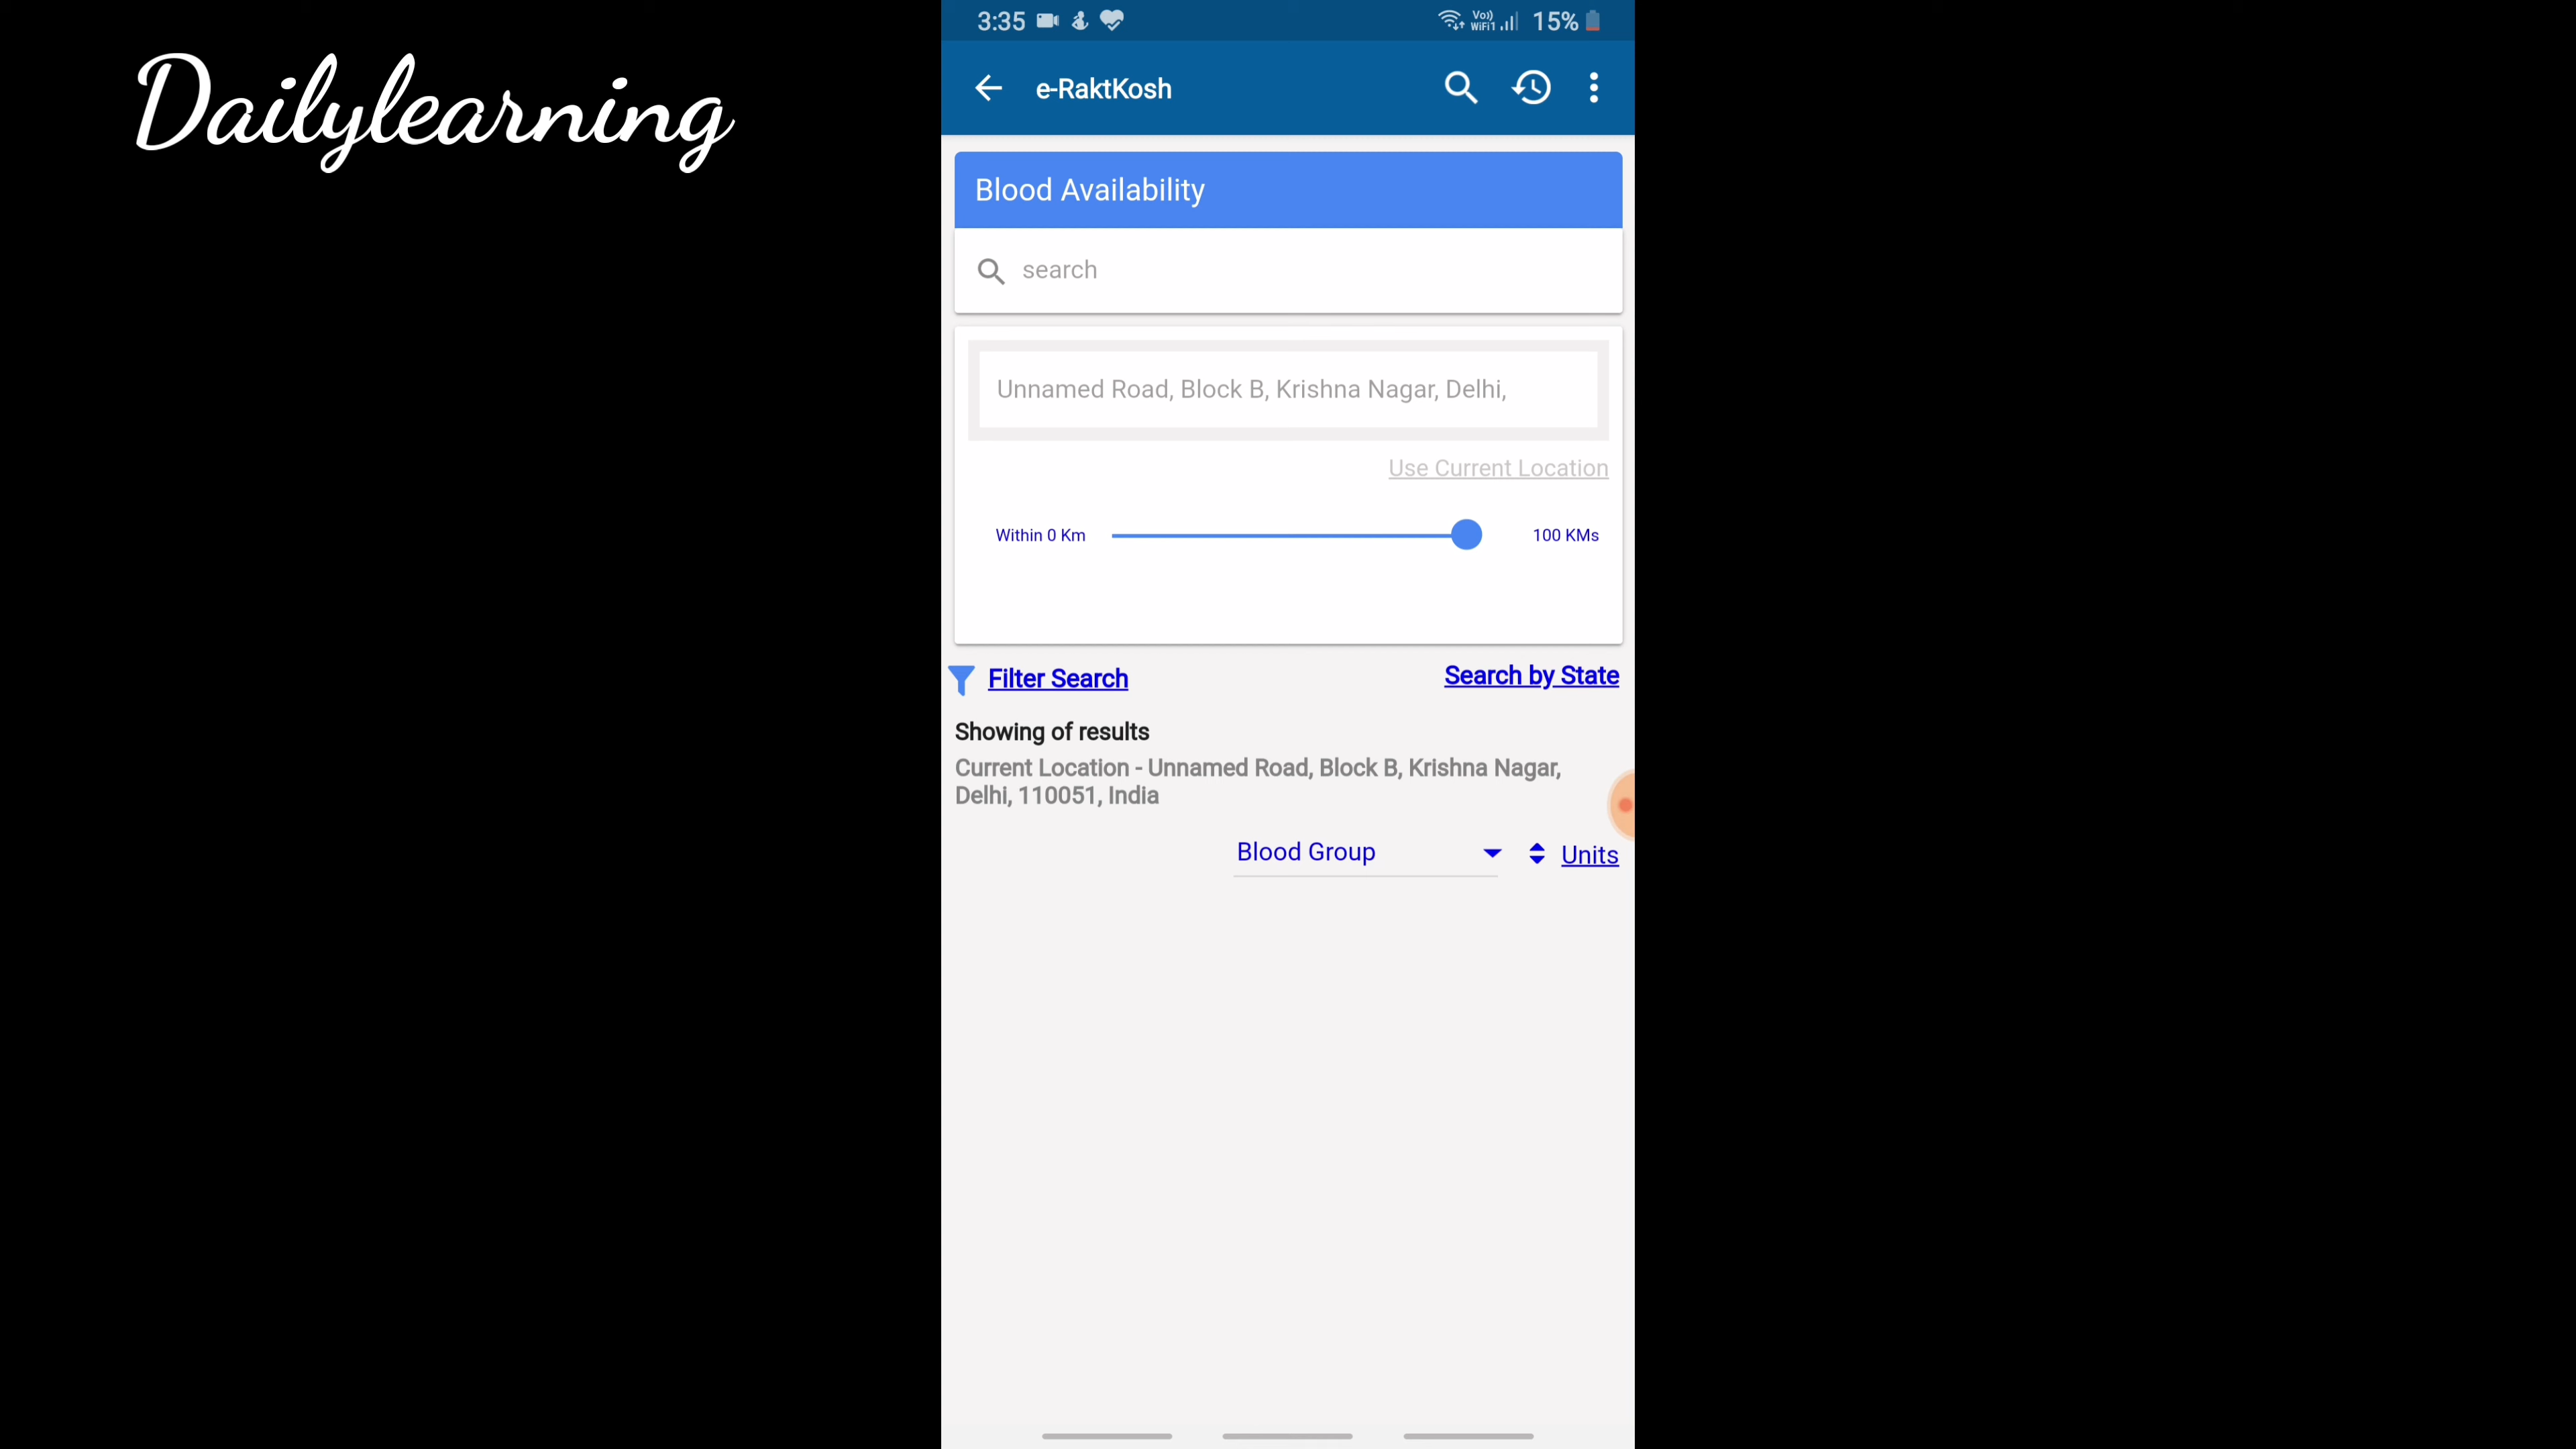 Dailylearning
3:35
Vo))
WiFi1
15%
e-RaktKosh
Blood Availability
search
Unnamed Road, Block B, Krishna Nagar, Delhi,
Use Current Location
Within 0 Km
100 KMs
Filter Search
Search by State
Showing of results
Current Location - Unnamed Road, Block B, Krishna Nagar,
Delhi, 110051, India
Blood Group
Units